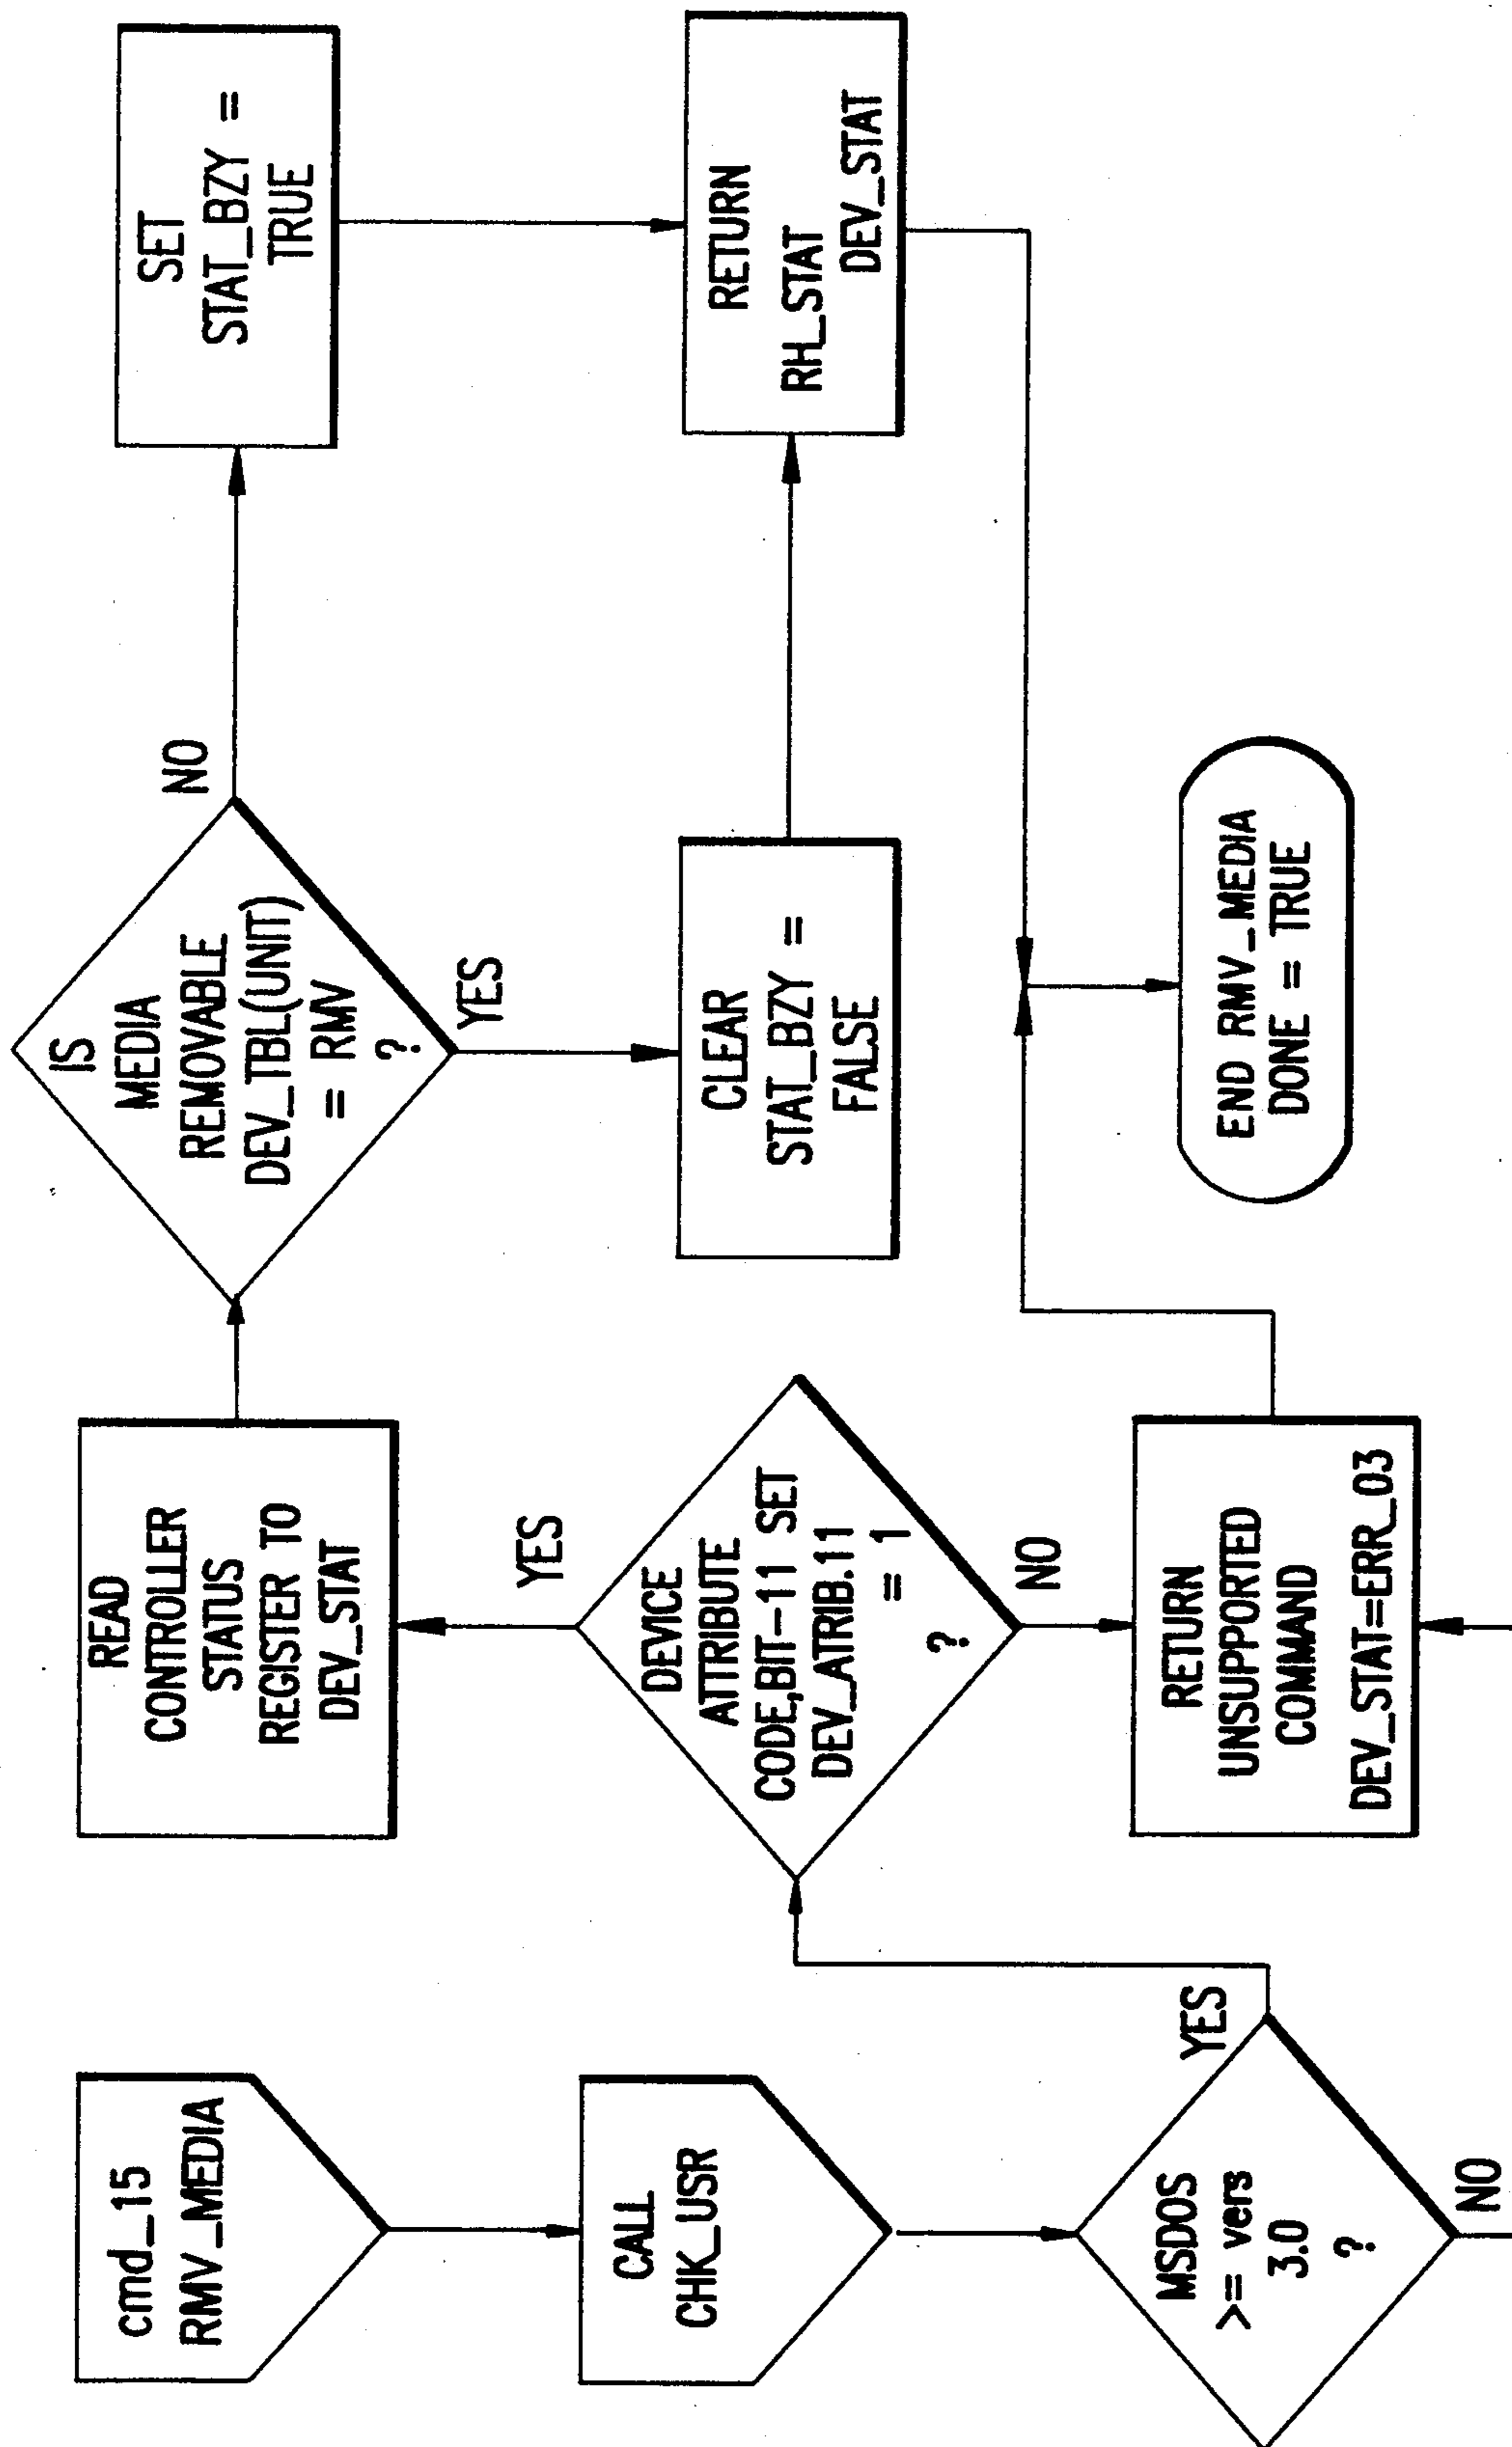 cmd_15
RMV_MEDIA
CALL
CHK_USR
MSDOS
>= vers
3.0
?
YES
NO
DEVICE
ATTRIBUTE
CODE,BIT-11 SET
DEV_ATRIB.11
= 1
?
YES
NO
READ
CONTROLLER
STATUS
REGISTER TO
DEV_STAT
RETURN
UNSUPPORTED
COMMAND
DEV_STAT=ERR_03
IS
MEDIA
REMOVABLE
DEV_TBL(UNIT)
= RMV
?
NO
YES
CLEAR
STAT_BZY =
FALSE
SET
STAT_BZY =
TRUE
RETURN
RH_STAT
DEV_STAT
END RMV_MEDIA
DONE = TRUE